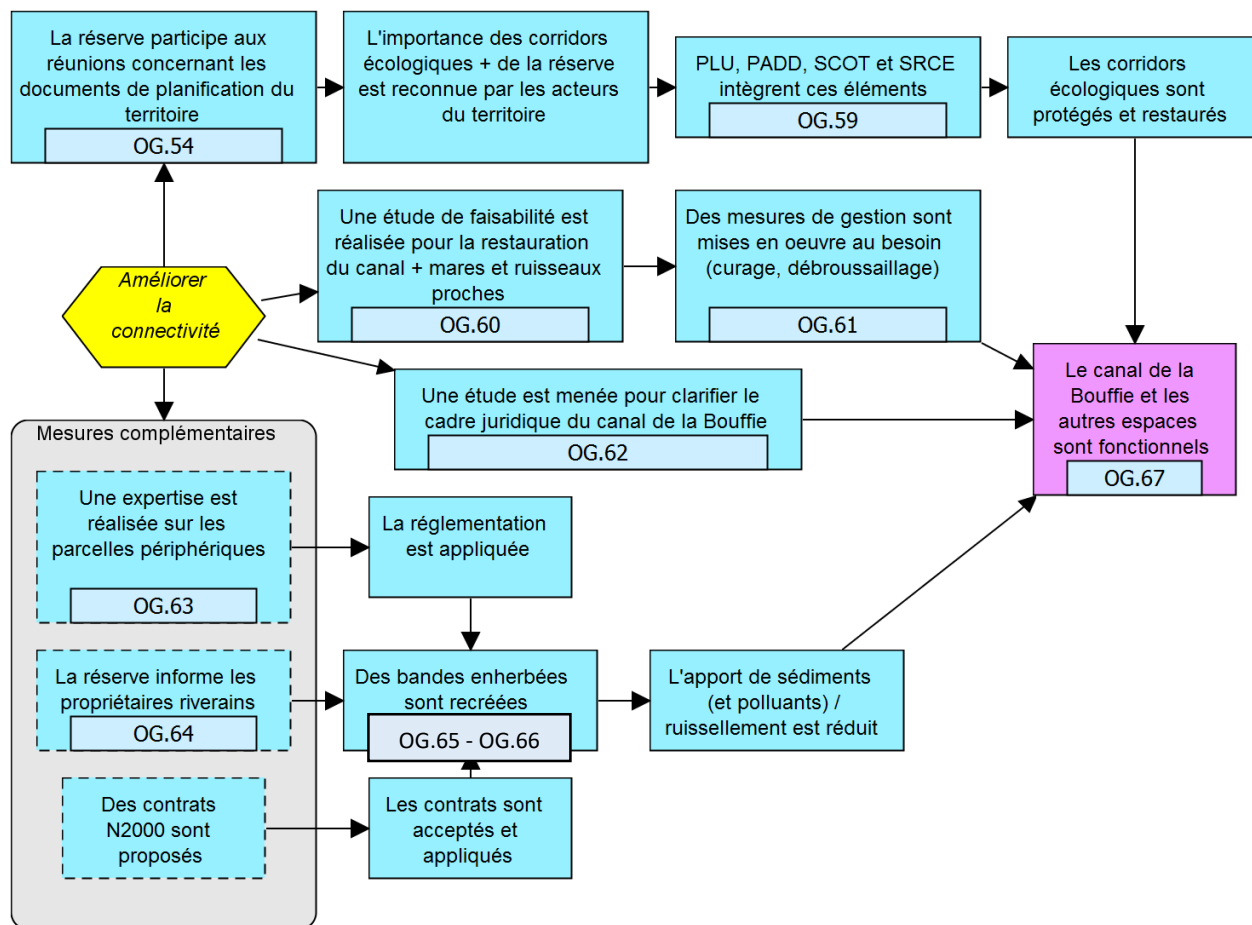 La réserve participe aux
réunions concernant les
documents de planification du
territoire
OG.54
L'importance des corridors
écologiques + de la réserve
est reconnue par les acteurs
du territoire
PLU, PADD, SCOT et SRCE
intègrent ces éléments
OG.59
Les corridors
écologiques sont
protégés et restaurés
Une étude de faisabilité est
réalisée pour la restauration
du canal + mares et ruisseaux
proches
OG.60
Des mesures de gestion sont
mises en oeuvre au besoin
(curage, débroussaillage)
OG.61
Améliorer
la
connectivité
Une étude est menée pour clarifier le
cadre juridique du canal de la Bouffie
OG.62
Le canal de la
Bouffie et les
autres espaces
sont fonctionnels
OG.67
Mesures complémentaires
Une expertise est
réalisée sur les
parcelles périphériques
OG.63
La réglementation
est appliquée
La réserve informe les
propriétaires riverains
OG.64
Des bandes enherbées
sont recréées
OG.65 - OG.66
L'apport de sédiments
(et polluants) /
ruissellement est réduit
Des contrats
N2000 sont
proposés
Les contrats sont
acceptés et
appliqués